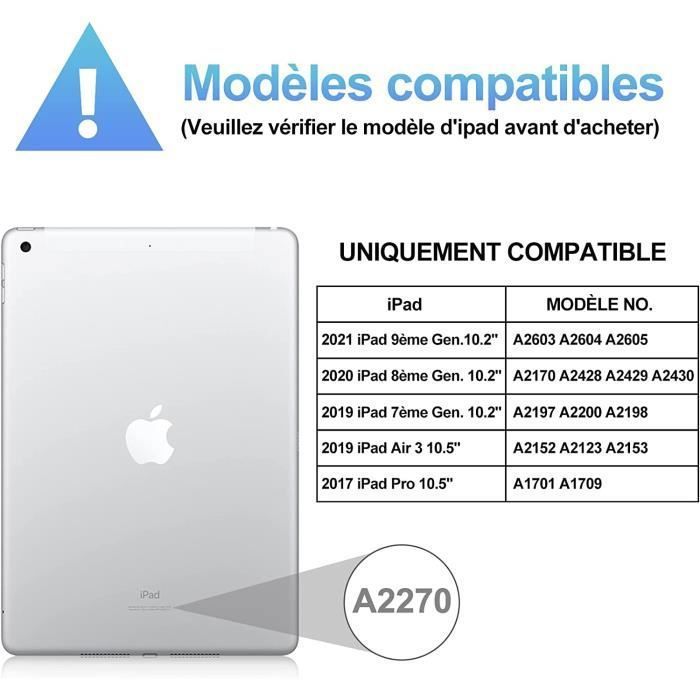 Modèles compatibles
(Veuillez vérifier le modèle d'ipad avant d'acheter)
UNIQUEMENT COMPATIBLE
iPad MODÈLE NO.
2021 iPad 9ème Gen.10.2" A2603 A2604 A2605
2020 iPad 8ème Gen. 10.2" A2170 A2428 A2429 A2430
2019 iPad 7ème Gen. 10.2" A2197 A2200 A2198
2019 iPad Air 3 10.5" A2152 A2123 A2153
2017 iPad Pro 10.5" A1701 A1709
iPad
A2270